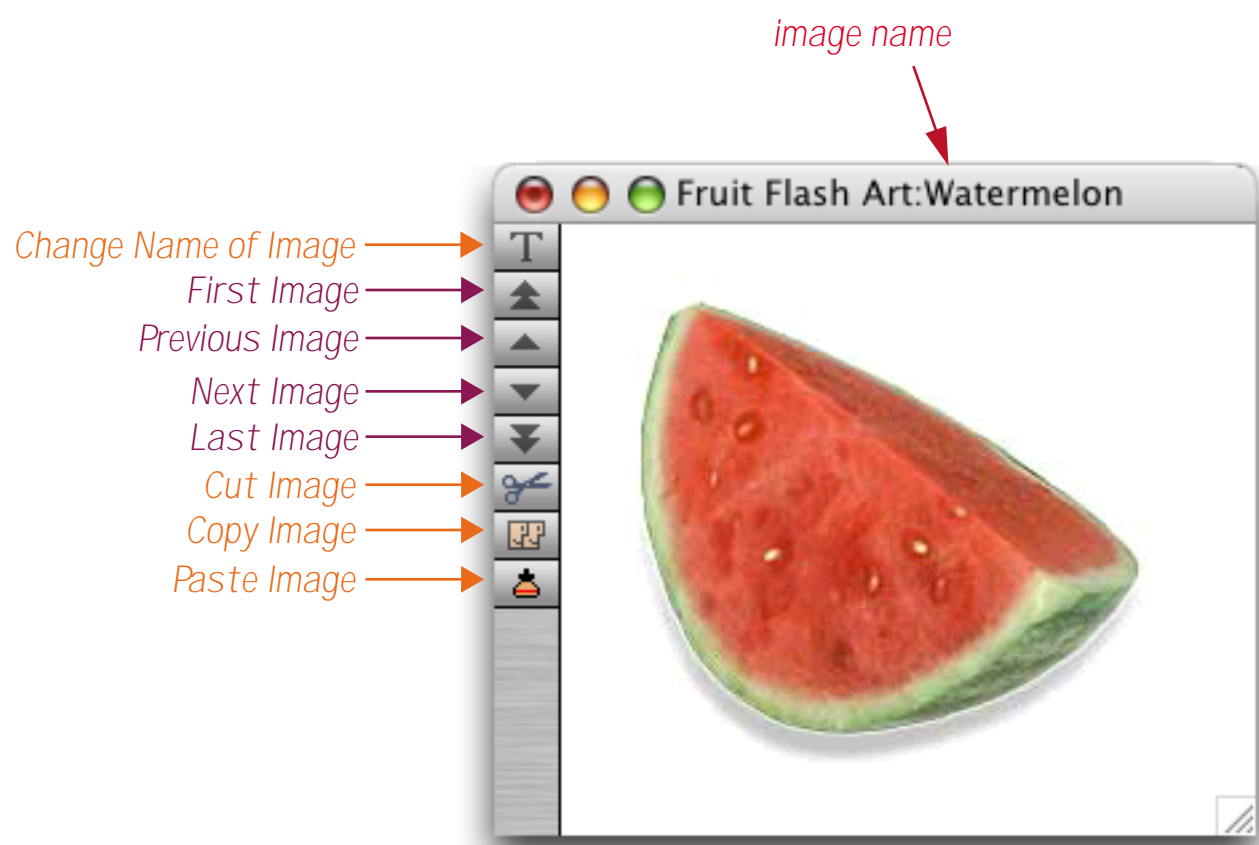 image name
Fruit Flash Art:Watermelon
Change Name of Image
T
First Image
Previous Image
Next Image
Last Image
Cut Image
Copy Image
Paste Image